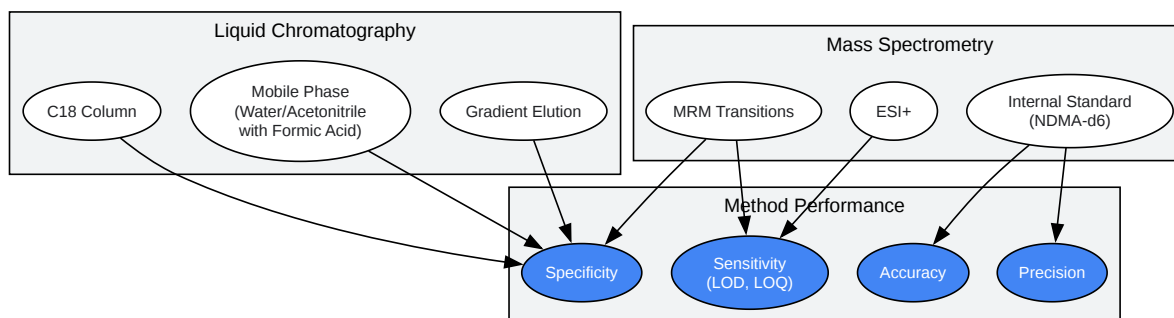 Liquid Chromatography
C18 Column
Mobile Phase
(Water/Acetonitrile
with Formic Acid)
Gradient Elution
Mass Spectrometry
MRM Transitions
ESI+
Internal Standard
(NDMA-d6)
Method Performance
Specificity
Sensitivity
(LOD, LOQ)
Accuracy
Precision